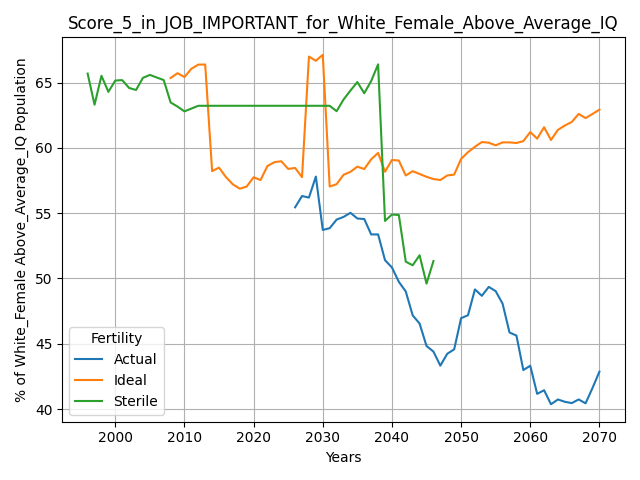 Score_5_in_JOB_IMPORTANT_for_White_Female_Above_Average_IQ
% of White_Female Above_Average_IQ Population
65
60
55
50
45
40
Fertility
Actual
Ideal
Sterile
2000 2010 2020 2030 2040 2050 2060 2070
Years